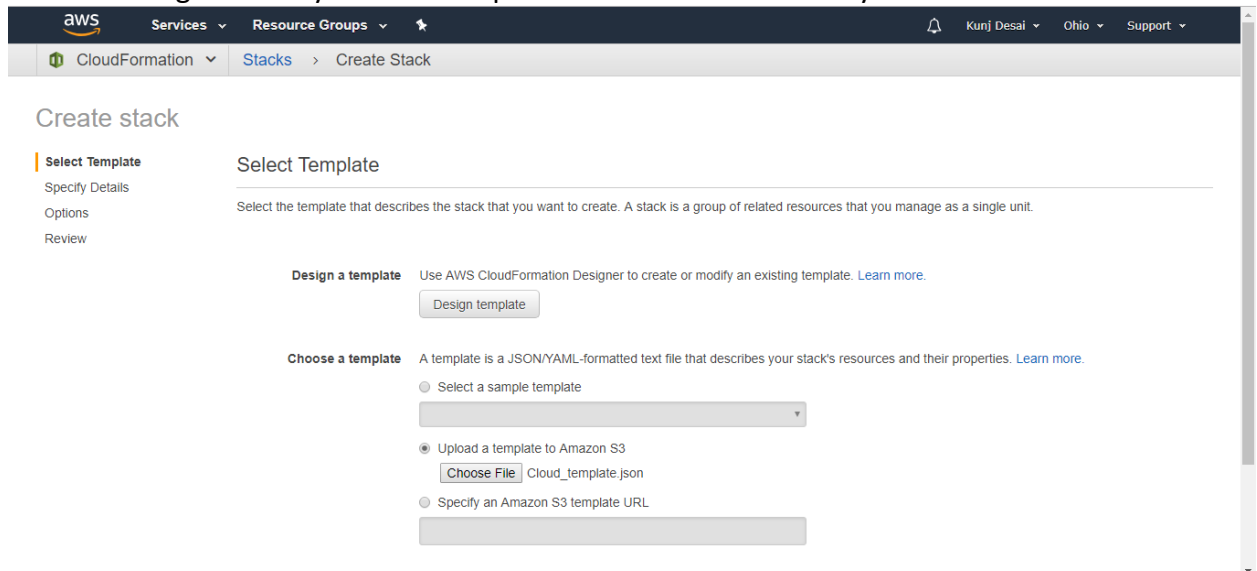 aws Services Resource Groups Kunj Desai Ohio Support
CloudFormation Stacks > Create Stack
Create stack
Select Template
Specify Details
Options
Review
Select Template
Select the template that describes the stack that you want to create. A stack is a group of related resources that you manage as a single unit.
Design a template Use AWS CloudFormation Designer to create or modify an existing template. Learn more.
Design template
Choose a template A template is a JSON/YAML-formatted text file that describes your stack's resources and their properties. Learn more.
Select a sample template
Upload a template to Amazon S3
Choose File Cloud_template.json
Specify an Amazon S3 template URL